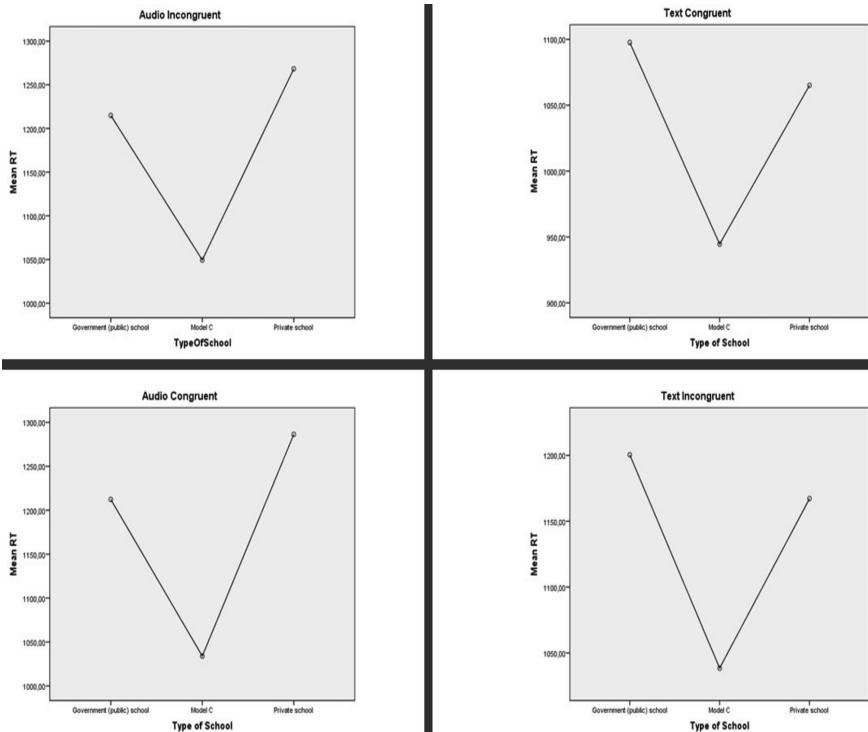 Audio Incongruent
1300,00
1250,00
1200,00
1150,00
1100,00
1050,00
1000,00
Mean RT
Government (public) school
Model C
Private school
TypeOfSchool
Text Congruent
1100,00
1050,00
1000,00
950,00
900,00
Mean RT
Government (public) school
Model C
Private school
Type of School
Audio Congruent
1300,00
1250,00
1200,00
1150,00
1100,00
1050,00
1000,00
Mean RT
Government (public) school
Model C
Private school
Type of School
Text Incongruent
1200,00
1150,00
1100,00
1050,00
Mean RT
Government (public) school
Model C
Private school
Type of School